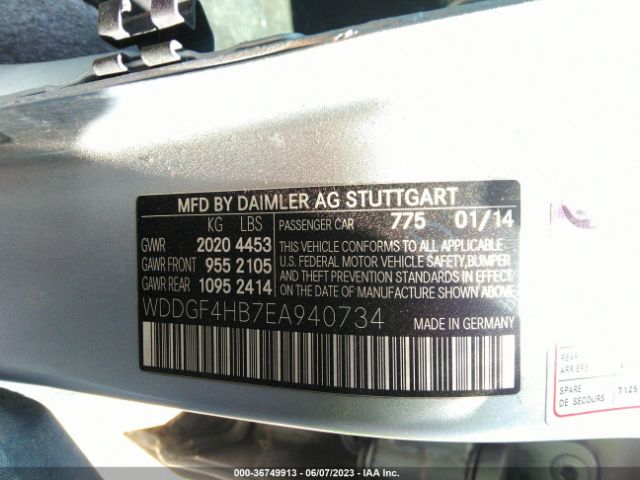 MFD BY DAIMLER AG STUTTGART
KG LBS PASSENGER CAR 775 01/14
GVWR 2020 4453 THIS VEHICLE CONFORMS TO ALL APPLICABLE
GAWR FRONT 955 2105 U.S. FEDERAL MOTOR VEHICLE SAFETY, BUMPER,
GAWR REAR 1095 2414 AND THEFT PREVENTION STANDARDS IN EFFECT
ON THE DATE OF MANUFACTURE SHOWN ABOVE.
WDDGF4HB7EA940734 MADE IN GERMANY
REAR
ARRIERE
SPARE
DE SECOURS T125
000-36749913 - 06/07/2023 - IAA Inc.